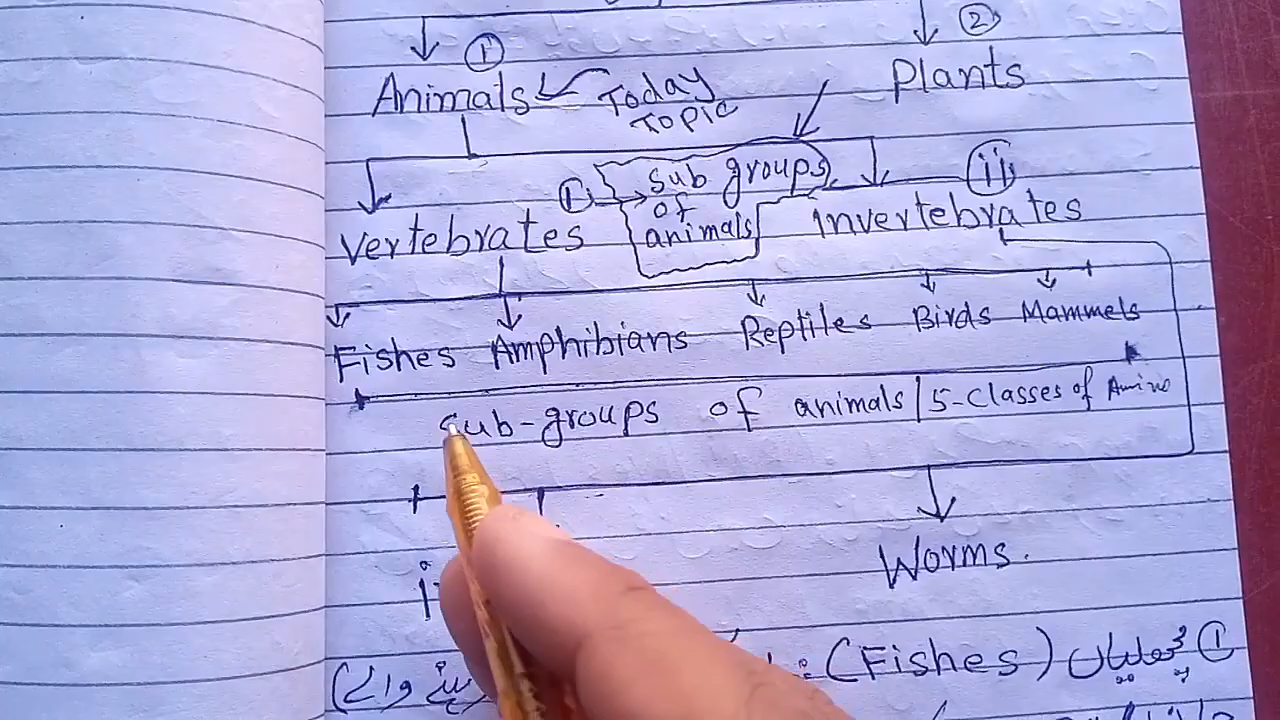 ① ②
Animals Today Topic Plants
ⓘ sub groups of animals ⓘⓘ
Vertebrates Invertebrates
Fishes Amphibians Reptiles Birds Mammels
Sub-groups of animals / 5-Classes of
Worms.
① مچھلیاں (Fishes)